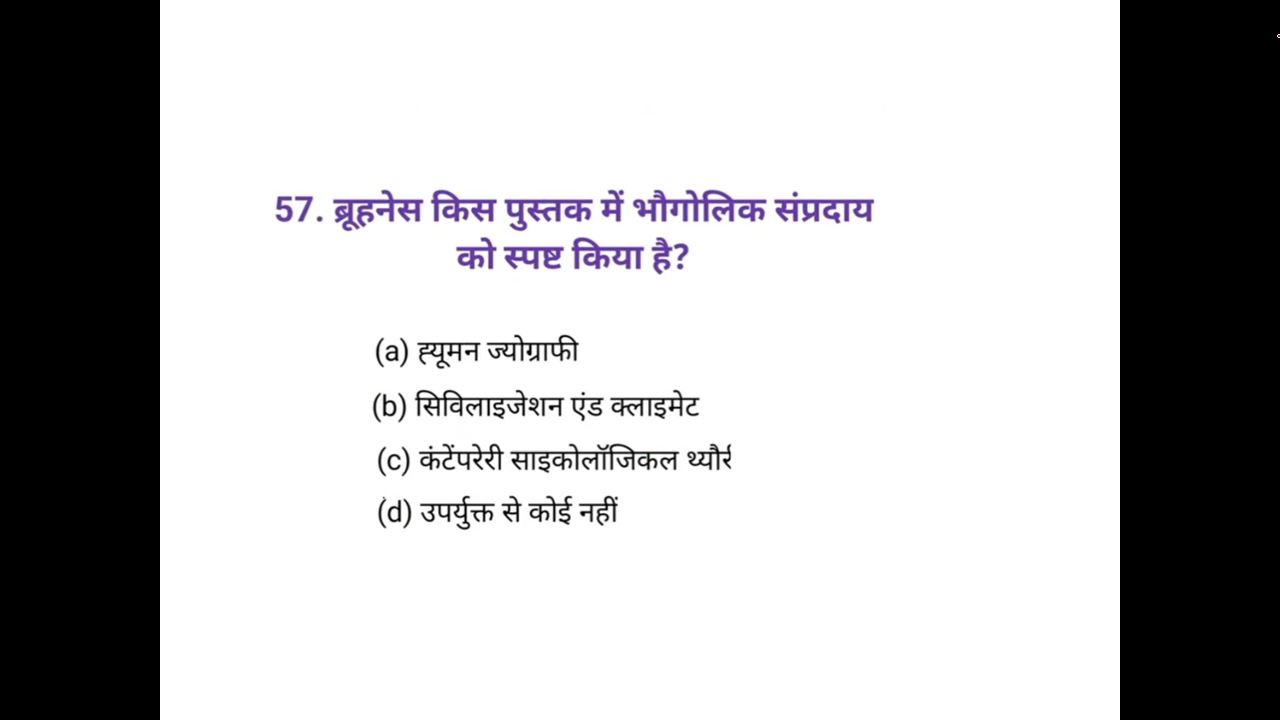 57. ब्रूहनेस किस पुस्तक में भौगोलिक संप्रदाय
को स्पष्ट किया है?
(a) ह्यूमन ज्योग्राफी
(b) सिविलाइजेशन एंड क्लाइमेट
(c) कंटेंपरेरी साइकोलॉजिकल
(d) उपर्युक्त से कोई नहीं